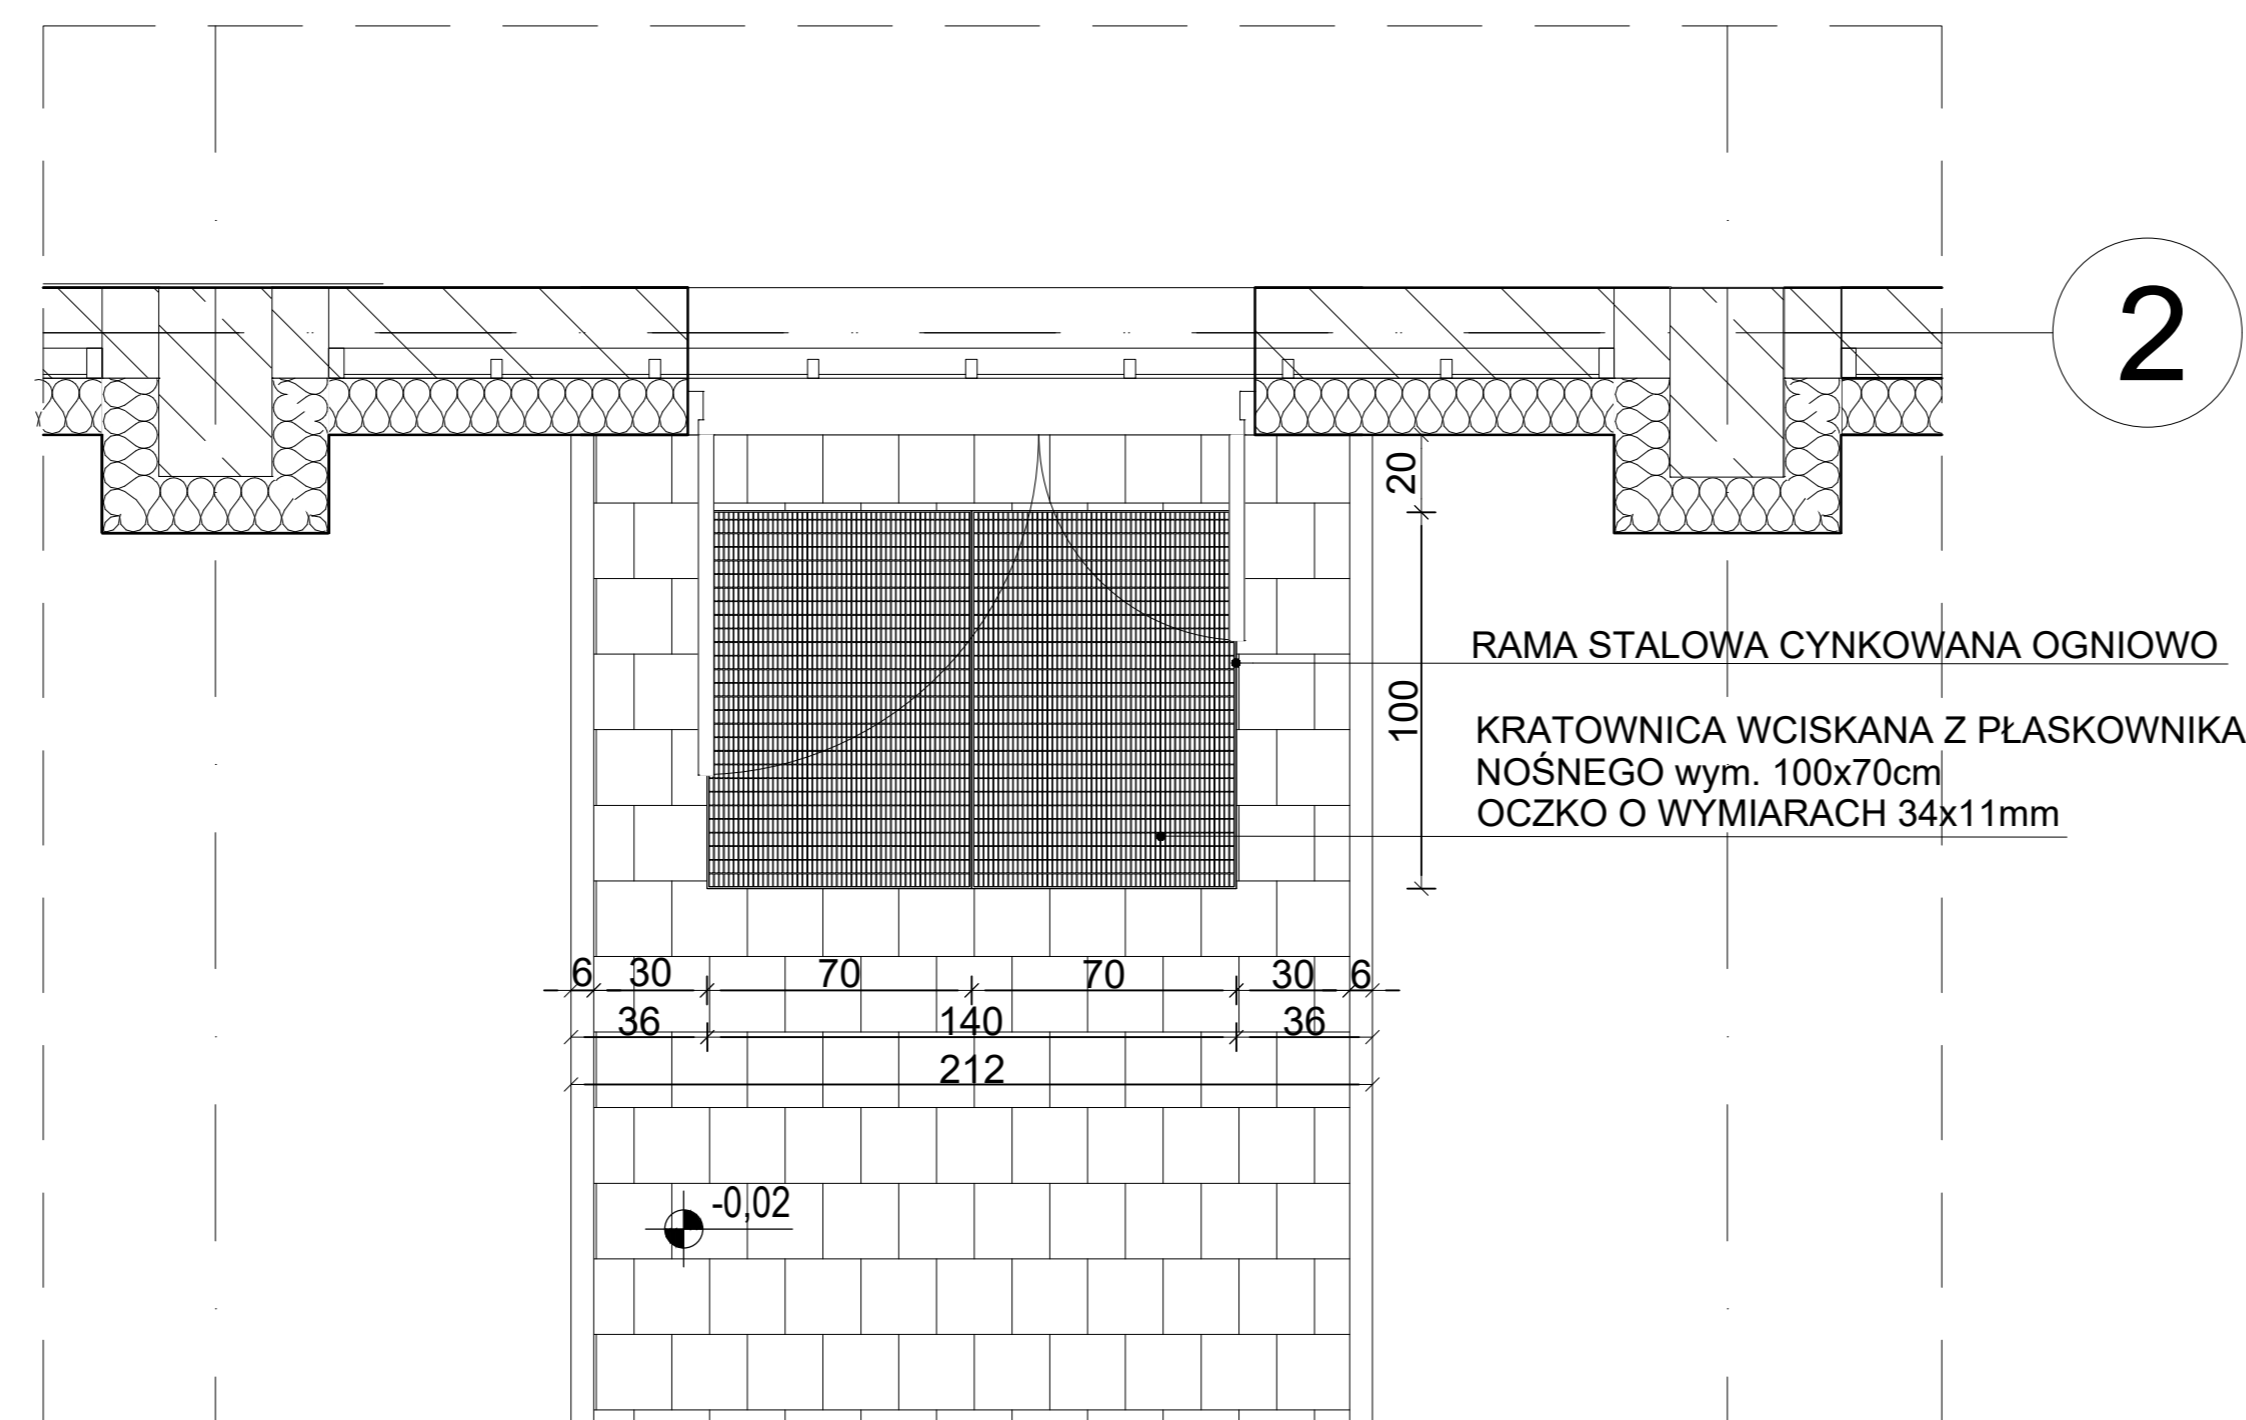 2
20
RAMA STALOWA CYNKOWANA OGNIOWO
100
KRATOWNICA WCISKANA Z PŁASKOWNIKA
NOŚNEGO wym. 100x70cm
OCZKO O WYMIARACH 34x11mm
6 30 70 70 30 6
36 140 36
212
-0,02